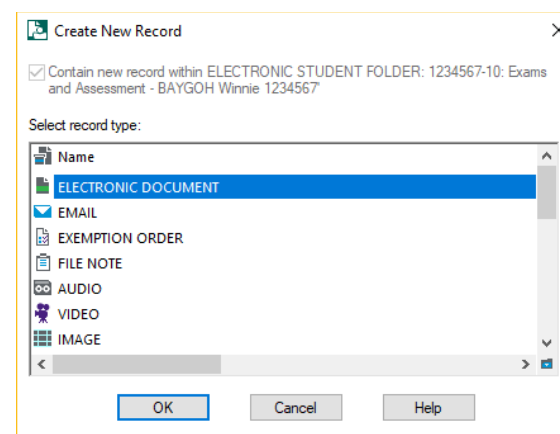 Create New Record
Contain new record within ELECTRONIC STUDENT FOLDER: 1234567-10: Exams
and Assessment - BAYGOH Winnie 1234567'
Select record type:
Name
ELECTRONIC DOCUMENT
EMAIL
EXEMPTION ORDER
FILE NOTE
AUDIO
VIDEO
IMAGE
OK Cancel Help